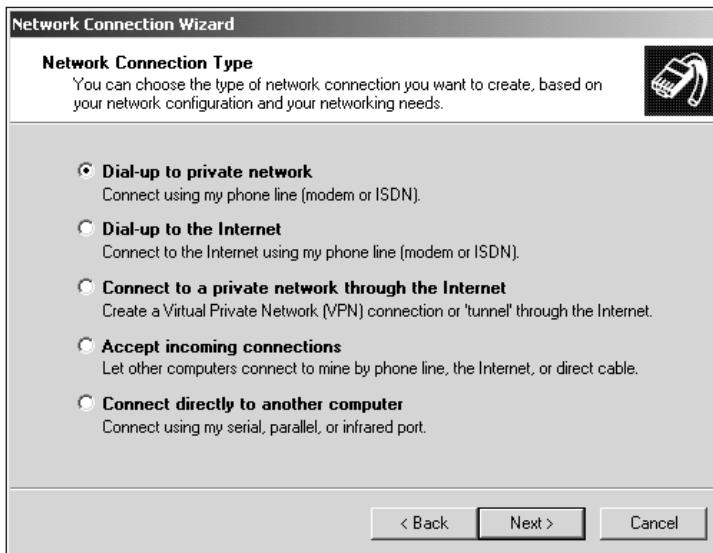 Network Connection Wizard
Network Connection Type
You can choose the type of network connection you want to create, based on
your network configuration and your networking needs.
Dial-up to private network
Connect using my phone line (modem or ISDN).
Dial-up to the Internet
Connect to the Internet using my phone line (modem or ISDN).
Connect to a private network through the Internet
Create a Virtual Private Network (VPN) connection or 'tunnel' through the Internet.
Accept incoming connections
Let other computers connect to mine by phone line, the Internet, or direct cable.
Connect directly to another computer
Connect using my serial, parallel, or infrared port.
< Back Next > Cancel